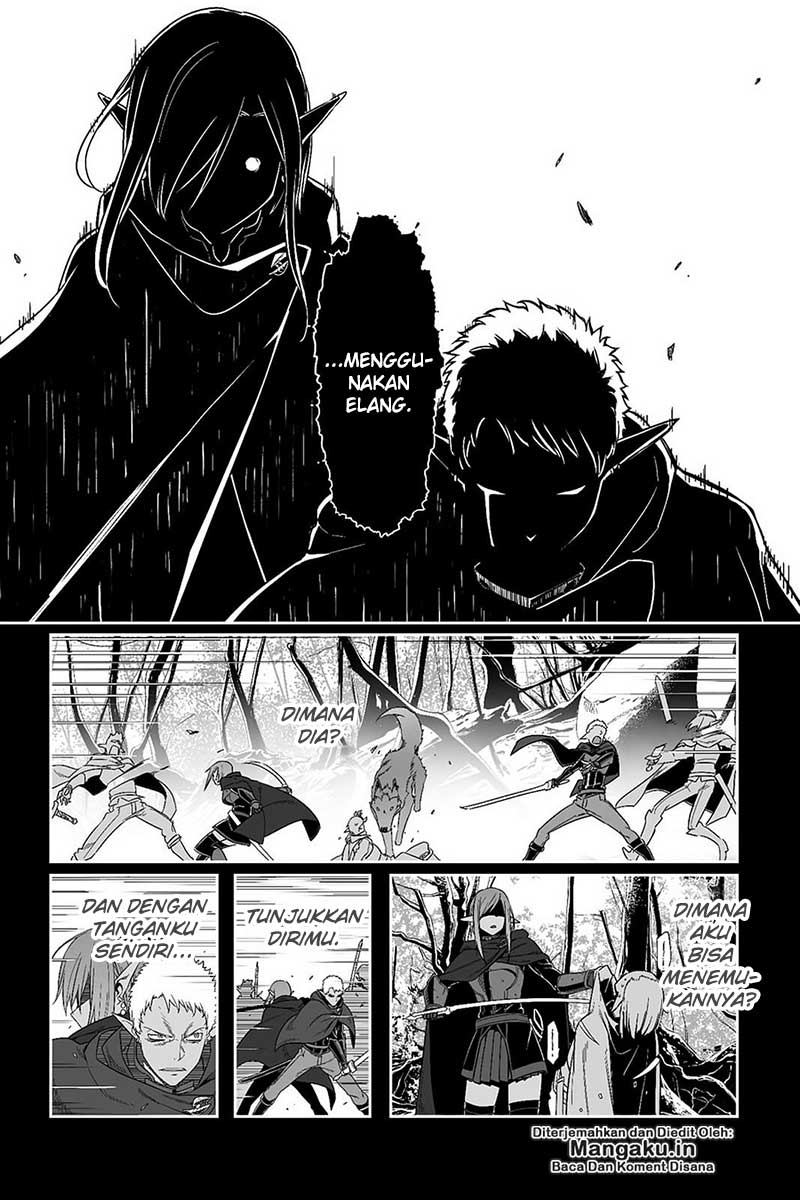 ...MENGGU-
NAKAN
ELANG.
DIMANA
DIA?
DAN DENGAN
TANGANKU
SENDIRI...
TUNJUKKAN
DIRIMU.
DIMANA
AKU
BISA
MENEMU-
KANNYA?
Diterjemahkan dan Diedit Oleh:
Mangaku.in
Baca Dan Koment Disana